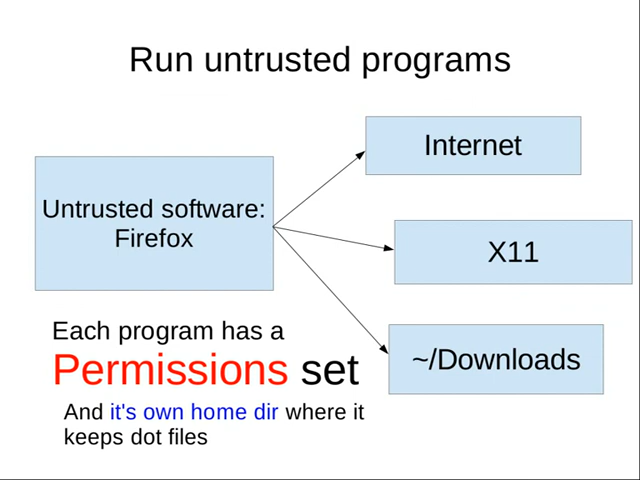 Run untrusted programs
Internet
Untrusted software:
Firefox
X11
Each program has a
Permissions set
~/Downloads
And it's own home dir where it
keeps dot files